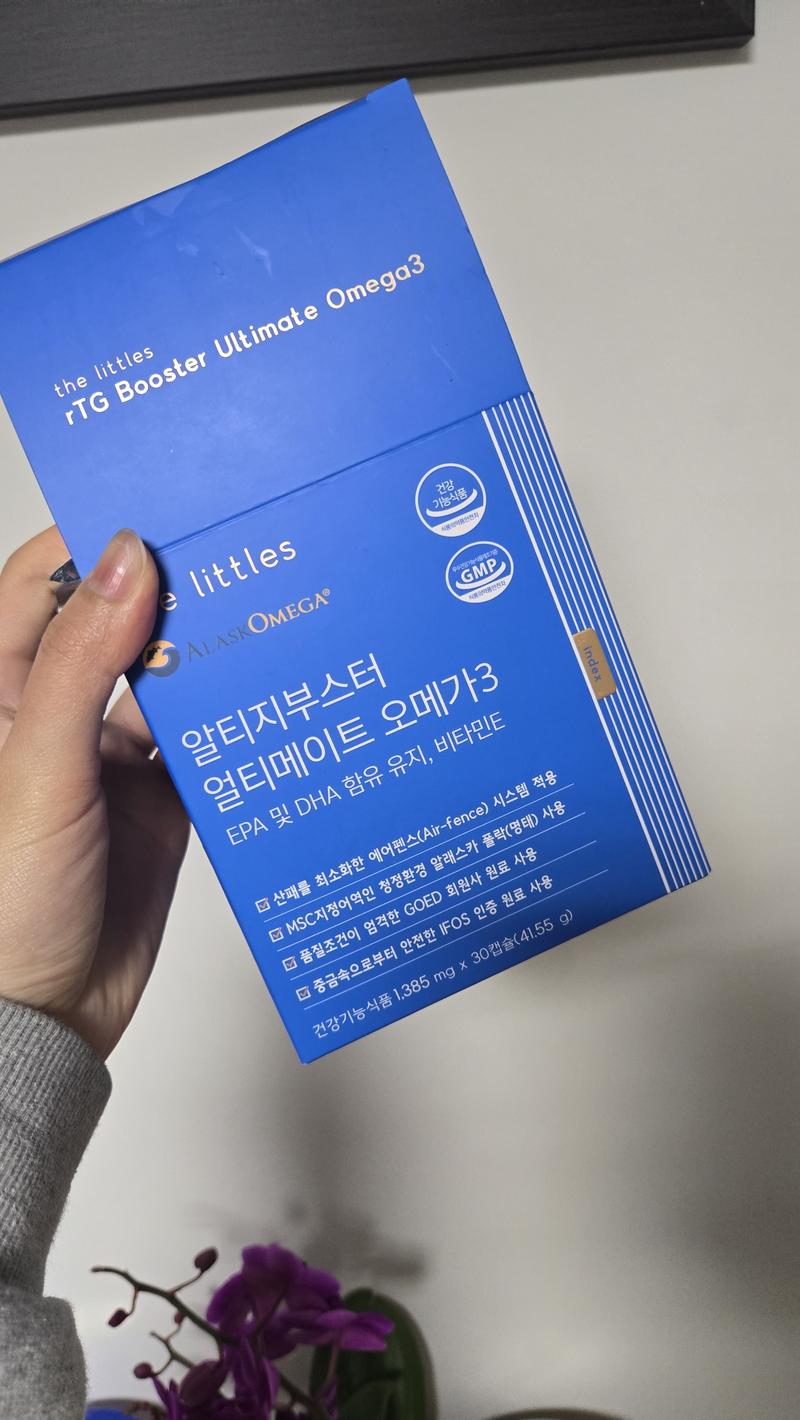 the littles
rTG Booster Ultimate Omega3
건강
기능식품
식품의약품안전처
e littles
ALASKOMEGA®
GMP
식품의약품안전처
index
알티지부스터
얼티메이트 오메가3
EPA 및 DHA 함유 유지, 비타민E
산패를 최소화한 에어펜스(Air-fence) 시스템 적용
MSC지정어역인 청정환경 알래스카 폴락(명태) 사용
품질조건이 엄격한 GOED 회원사 원료 사용
중금속으로부터 안전한 IFOS 인증 원료 사용
건강기능식품 1,385 mg x 30캡슐(41.55 g)